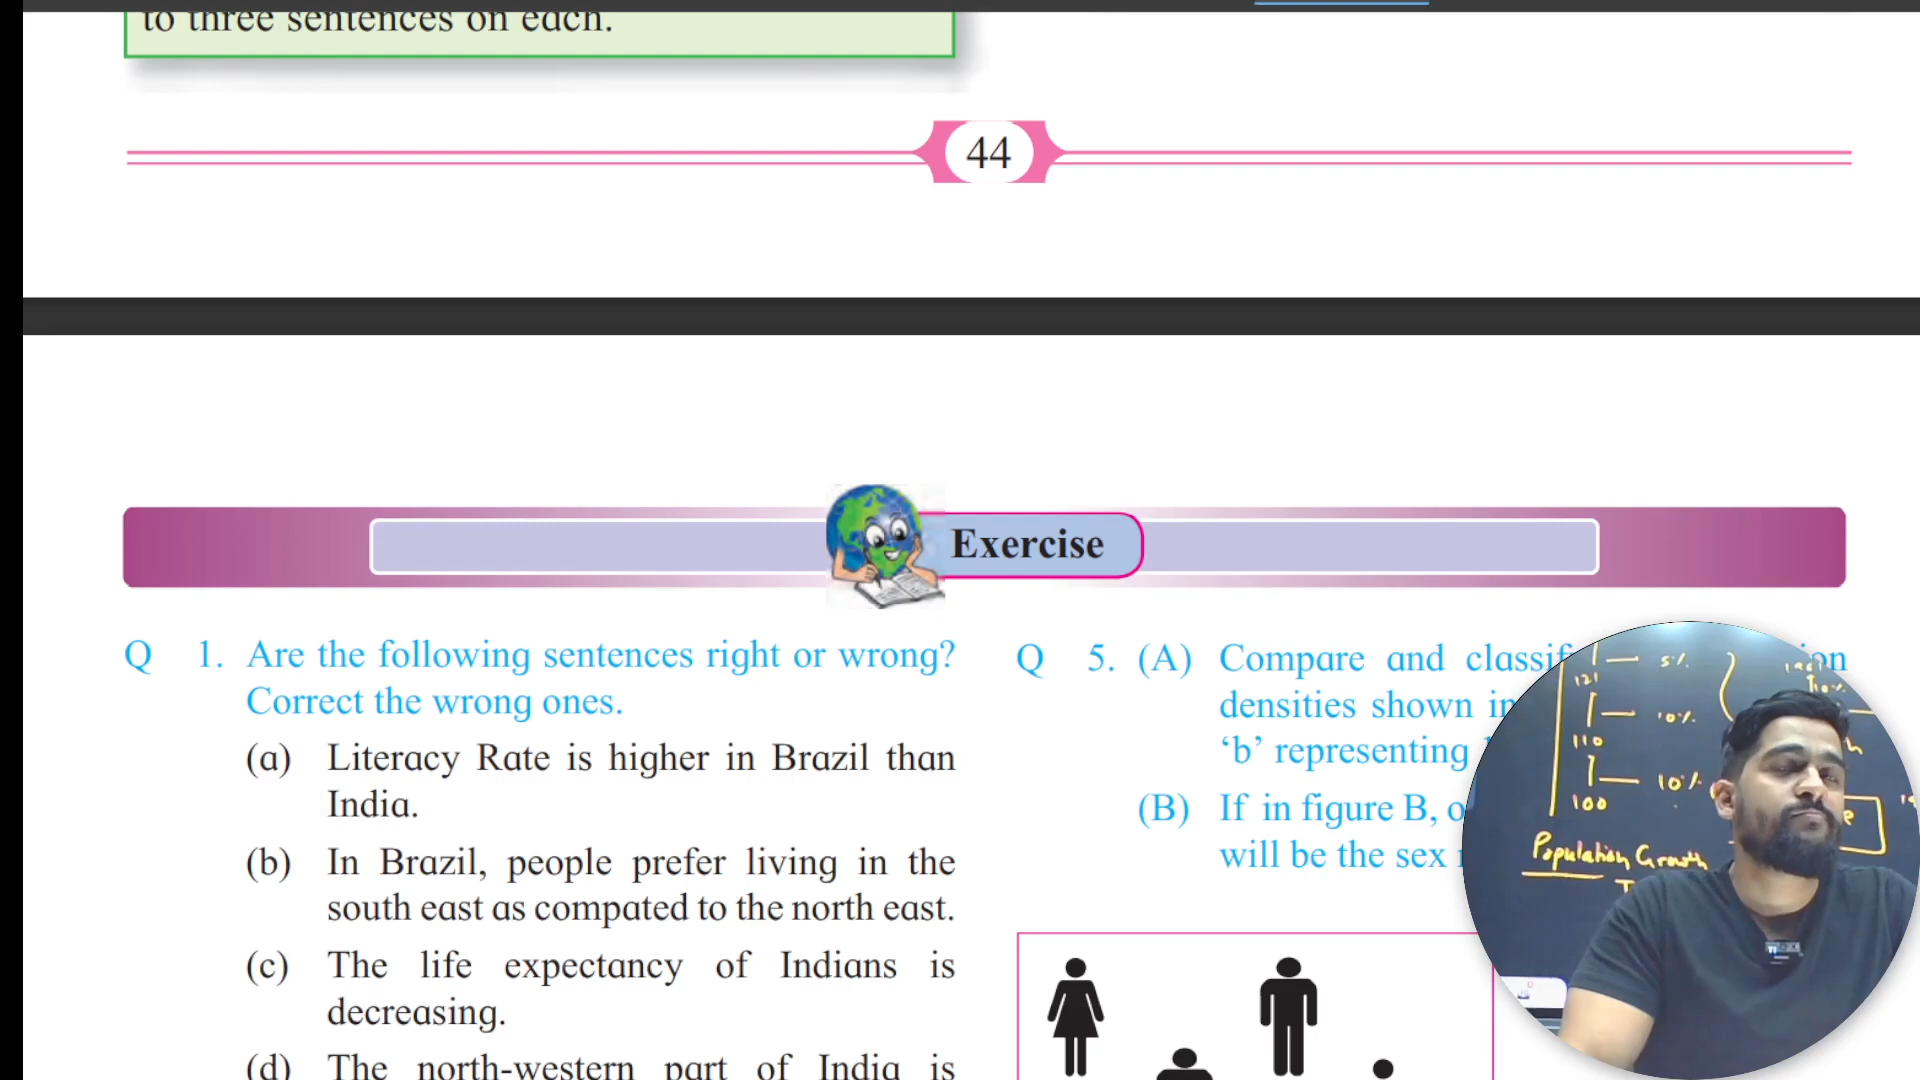 to three sentences on each.
44
Exercise
Q 1. Are the following sentences right or wrong?
Correct the wrong ones.
(a) Literacy Rate is higher in Brazil than
India.
(b) In Brazil, people prefer living in the
south east as compated to the north east.
(c) The life expectancy of Indians is
decreasing.
(d) The north-western part of India is
Q 5. (A) Compare and classif
densities shown in
‘b’ representing
(B) If in figure B, o
will be the sex
5%
121
10%
110
10%
100
Population Growth